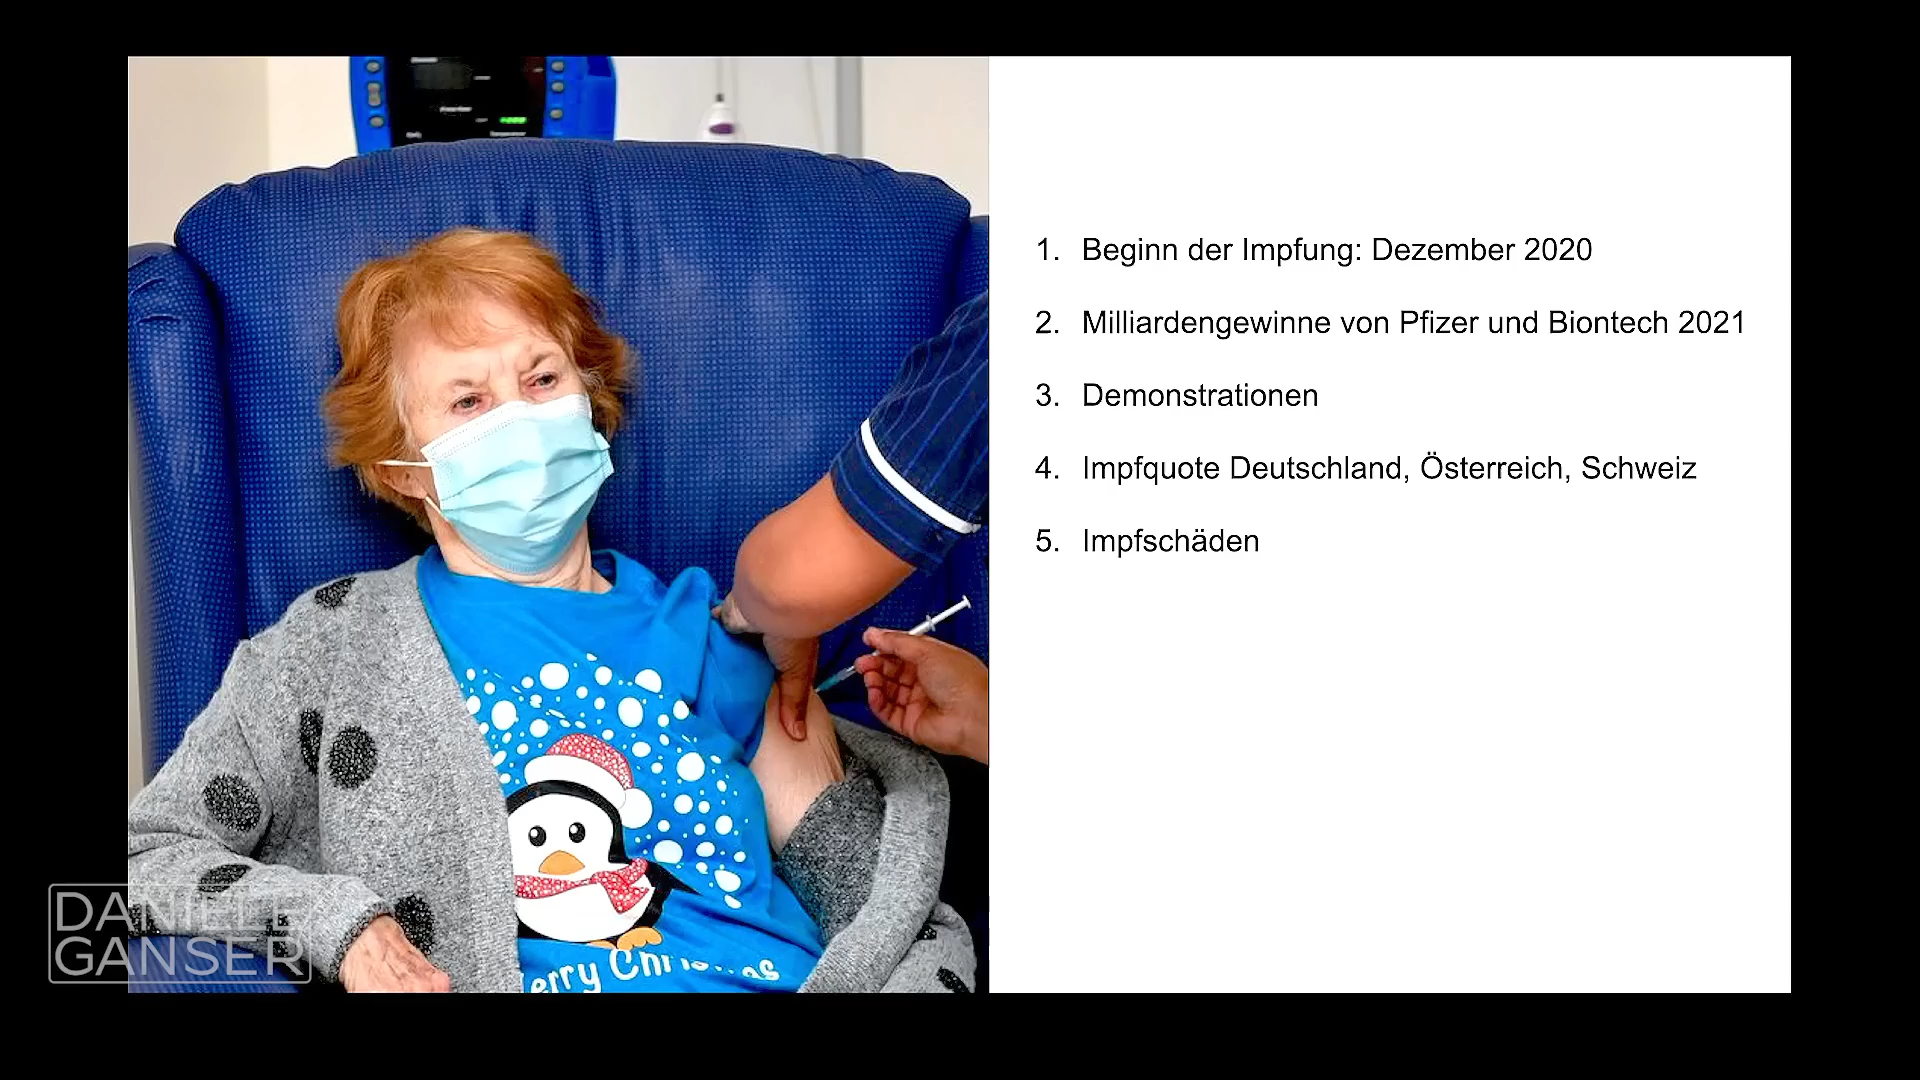 1. Beginn der Impfung: Dezember 2020
2. Milliardengewinne von Pfizer und Biontech 2021
3. Demonstrationen
4. Impfquote Deutschland, Österreich, Schweiz
5. Impfschäden
DANIELE
GANSER